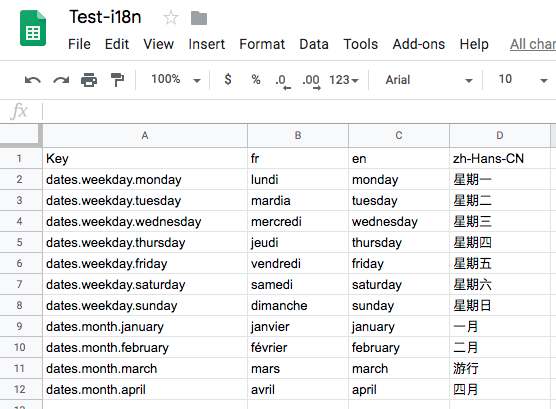 Test-i18n
File Edit View Insert Format Data Tools Add-ons Help All chan
100% $ % .0 .00 123 Arial 10
fx
A B C D
1 Key fr en zh-Hans-CN
2 dates.weekday.monday lundi monday 星期一
3 dates.weekday.tuesday mardia tuesday 星期二
4 dates.weekday.wednesday mercredi wednesday 星期三
5 dates.weekday.thursday jeudi thursday 星期四
6 dates.weekday.friday vendredi friday 星期五
7 dates.weekday.saturday samedi saturday 星期六
8 dates.weekday.sunday dimanche sunday 星期日
9 dates.month.january janvier january 一月
10 dates.month.february février february 二月
11 dates.month.march mars march 游行
12 dates.month.april avril april 四月